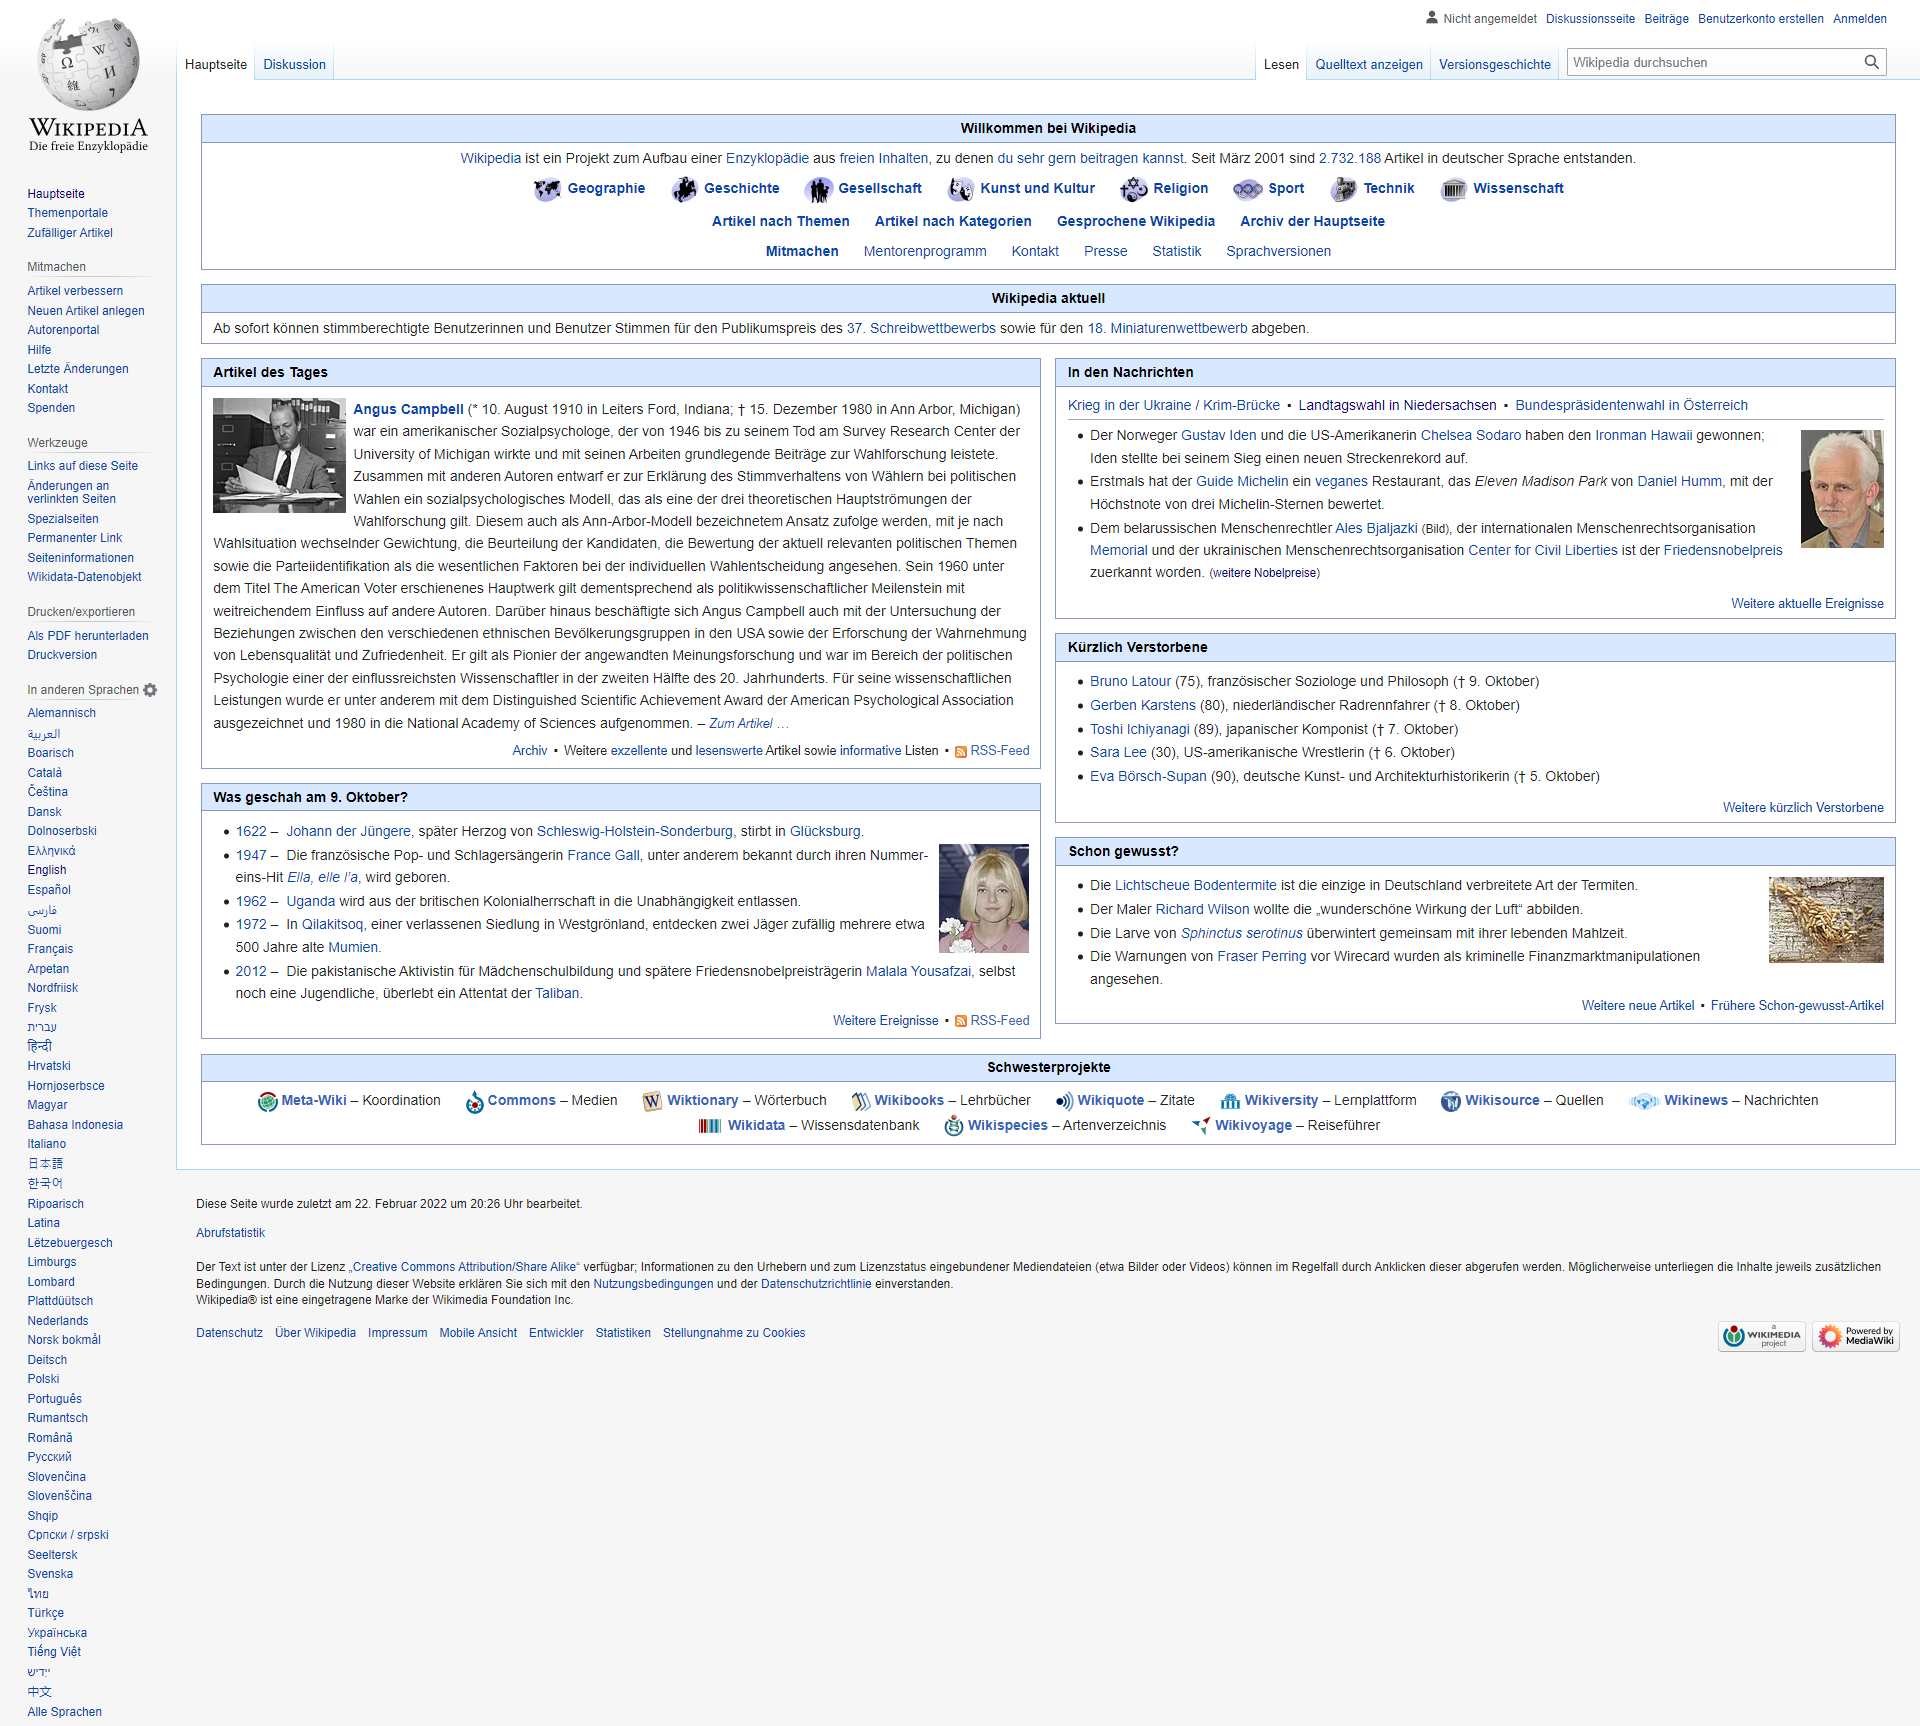 WIKIPEDIA
Die freie Enzyklopädie
Nicht angemeldet Diskussionsseite Beiträge Benutzerkonto erstellen Anmelden
Hauptseite Diskussion
Lesen Quelltext anzeigen Versionsgeschichte Wikipedia durchsuchen
Hauptseite
Themenportale
Zufälliger Artikel
Mitmachen
Artikel verbessern
Neuen Artikel anlegen
Autorenportal
Hilfe
Letzte Änderungen
Kontakt
Spenden
Werkzeuge
Links auf diese Seite
Änderungen an
verlinkten Seiten
Spezialseiten
Permanenter Link
Seiteninformationen
Wikidata-Datenobjekt
Drucken/exportieren
Als PDF herunterladen
Druckversion
In anderen Sprachen
Alemannisch
العربية
Boarisch
Català
Čeština
Dansk
Dolnoserbski
Ελληνικά
English
Español
فارسی
Suomi
Français
Arpetan
Nordfriisk
Frysk
עברית
हिन्दी
Hrvatski
Hornjoserbsce
Magyar
Bahasa Indonesia
Italiano
日本語
한국어
Ripoarisch
Latina
Lëtzebuergesch
Limburgs
Lombard
Plattdüütsch
Nederlands
Norsk bokmål
Deitsch
Polski
Português
Rumantsch
Română
Русский
Slovenčina
Slovenščina
Shqip
Српски / srpski
Seeltersk
Svenska
ไทย
Türkçe
Українська
Tiếng Việt
ייִדיש
中文
Alle Sprachen
Willkommen bei Wikipedia
Wikipedia ist ein Projekt zum Aufbau einer Enzyklopädie aus freien Inhalten, zu denen du sehr gern beitragen kannst. Seit März 2001 sind 2.732.188 Artikel in deutscher Sprache entstanden.
Geographie Geschichte Gesellschaft Kunst und Kultur Religion Sport Technik Wissenschaft
Artikel nach Themen Artikel nach Kategorien Gesprochene Wikipedia Archiv der Hauptseite
Mitmachen Mentorenprogramm Kontakt Presse Statistik Sprachversionen
Wikipedia aktuell
Ab sofort können stimmberechtigte Benutzerinnen und Benutzer Stimmen für den Publikumspreis des 37. Schreibwettbewerbs sowie für den 18. Miniaturenwettbewerb abgeben.
Artikel des Tages
Angus Campbell (* 10. August 1910 in Leiters Ford, Indiana; † 15. Dezember 1980 in Ann Arbor, Michigan)
war ein amerikanischer Sozialpsychologe, der von 1946 bis zu seinem Tod am Survey Research Center der
University of Michigan wirkte und mit seinen Arbeiten grundlegende Beiträge zur Wahlforschung leistete.
Zusammen mit anderen Autoren entwarf er zur Erklärung des Stimmverhaltens von Wählern bei politischen
Wahlen ein sozialpsychologisches Modell, das als eine der drei theoretischen Hauptströmungen der
Wahlforschung gilt. Diesem auch als Ann-Arbor-Modell bezeichnetem Ansatz zufolge werden, mit je nach
Wahlsituation wechselnder Gewichtung, die Beurteilung der Kandidaten, die Bewertung der aktuell relevanten politischen Themen
sowie die Parteiidentifikation als die wesentlichen Faktoren bei der individuellen Wahlentscheidung angesehen. Sein 1960 unter
dem Titel The American Voter erschienenes Hauptwerk gilt dementsprechend als politikwissenschaftlicher Meilenstein mit
weitreichendem Einfluss auf andere Autoren. Darüber hinaus beschäftigte sich Angus Campbell auch mit der Untersuchung der
Beziehungen zwischen den verschiedenen ethnischen Bevölkerungsgruppen in den USA sowie der Erforschung der Wahrnehmung
von Lebensqualität und Zufriedenheit. Er gilt als Pionier der angewandten Meinungsforschung und war im Bereich der politischen
Psychologie einer der einflussreichsten Wissenschaftler in der zweiten Hälfte des 20. Jahrhunderts. Für seine wissenschaftlichen
Leistungen wurde er unter anderem mit dem Distinguished Scientific Achievement Award der American Psychological Association
ausgezeichnet und 1980 in die National Academy of Sciences aufgenommen. – Zum Artikel …
Archiv ▪ Weitere exzellente und lesenswerte Artikel sowie informative Listen ▪ RSS-Feed
Was geschah am 9. Oktober?
• 1622 – Johann der Jüngere, später Herzog von Schleswig-Holstein-Sonderburg, stirbt in Glücksburg.
• 1947 – Die französische Pop- und Schlagersängerin France Gall, unter anderem bekannt durch ihren Nummer-
eins-Hit Ella, elle l'a, wird geboren.
• 1962 – Uganda wird aus der britischen Kolonialherrschaft in die Unabhängigkeit entlassen.
• 1972 – In Qilakitsoq, einer verlassenen Siedlung in Westgrönland, entdecken zwei Jäger zufällig mehrere etwa
500 Jahre alte Mumien.
• 2012 – Die pakistanische Aktivistin für Mädchenschulbildung und spätere Friedensnobelpreisträgerin Malala Yousafzai, selbst
noch eine Jugendliche, überlebt ein Attentat der Taliban.
Weitere Ereignisse ▪ RSS-Feed
In den Nachrichten
Krieg in der Ukraine / Krim-Brücke ▪ Landtagswahl in Niedersachsen ▪ Bundespräsidentenwahl in Österreich
• Der Norweger Gustav Iden und die US-Amerikanerin Chelsea Sodaro haben den Ironman Hawaii gewonnen;
Iden stellte bei seinem Sieg einen neuen Streckenrekord auf.
• Erstmals hat der Guide Michelin ein veganes Restaurant, das Eleven Madison Park von Daniel Humm, mit der
Höchstnote von drei Michelin-Sternen bewertet.
• Dem belarussischen Menschenrechtler Ales Bjaljazki (Bild), der internationalen Menschenrechtsorganisation
Memorial und der ukrainischen Menschenrechtsorganisation Center for Civil Liberties ist der Friedensnobelpreis
zuerkannt worden. (weitere Nobelpreise)
Weitere aktuelle Ereignisse
Kürzlich Verstorbene
• Bruno Latour (75), französischer Soziologe und Philosoph († 9. Oktober)
• Gerben Karstens (80), niederländischer Radrennfahrer († 8. Oktober)
• Toshi Ichiyanagi (89), japanischer Komponist († 7. Oktober)
• Sara Lee (30), US-amerikanische Wrestlerin († 6. Oktober)
• Eva Börsch-Supan (90), deutsche Kunst- und Architekturhistorikerin († 5. Oktober)
Weitere kürzlich Verstorbene
Schon gewusst?
• Die Lichtscheue Bodentermite ist die einzige in Deutschland verbreitete Art der Termiten.
• Der Maler Richard Wilson wollte die „wunderschöne Wirkung der Luft“ abbilden.
• Die Larve von Sphinctus serotinus überwintert gemeinsam mit ihrer lebenden Mahlzeit.
• Die Warnungen von Fraser Perring vor Wirecard wurden als kriminelle Finanzmarktmanipulationen
angesehen.
Weitere neue Artikel ▪ Frühere Schon-gewusst-Artikel
Schwesterprojekte
Meta-Wiki – Koordination Commons – Medien Wiktionary – Wörterbuch Wikibooks – Lehrbücher Wikiquote – Zitate Wikiversity – Lernplattform Wikisource – Quellen Wikinews – Nachrichten
Wikidata – Wissensdatenbank Wikispecies – Artenverzeichnis Wikivoyage – Reiseführer
Diese Seite wurde zuletzt am 22. Februar 2022 um 20:26 Uhr bearbeitet.
Abrufstatistik
Der Text ist unter der Lizenz „Creative Commons Attribution/Share Alike“ verfügbar; Informationen zu den Urhebern und zum Lizenzstatus eingebundener Mediendateien (etwa Bilder oder Videos) können im Regelfall durch Anklicken dieser abgerufen werden. Möglicherweise unterliegen die Inhalte jeweils zusätzlichen
Bedingungen. Durch die Nutzung dieser Website erklären Sie sich mit den Nutzungsbedingungen und der Datenschutzrichtlinie einverstanden.
Wikipedia® ist eine eingetragene Marke der Wikimedia Foundation Inc.
Datenschutz Über Wikipedia Impressum Mobile Ansicht Entwickler Statistiken Stellungnahme zu Cookies
a
WIKIMEDIA
project
Powered by
MediaWiki